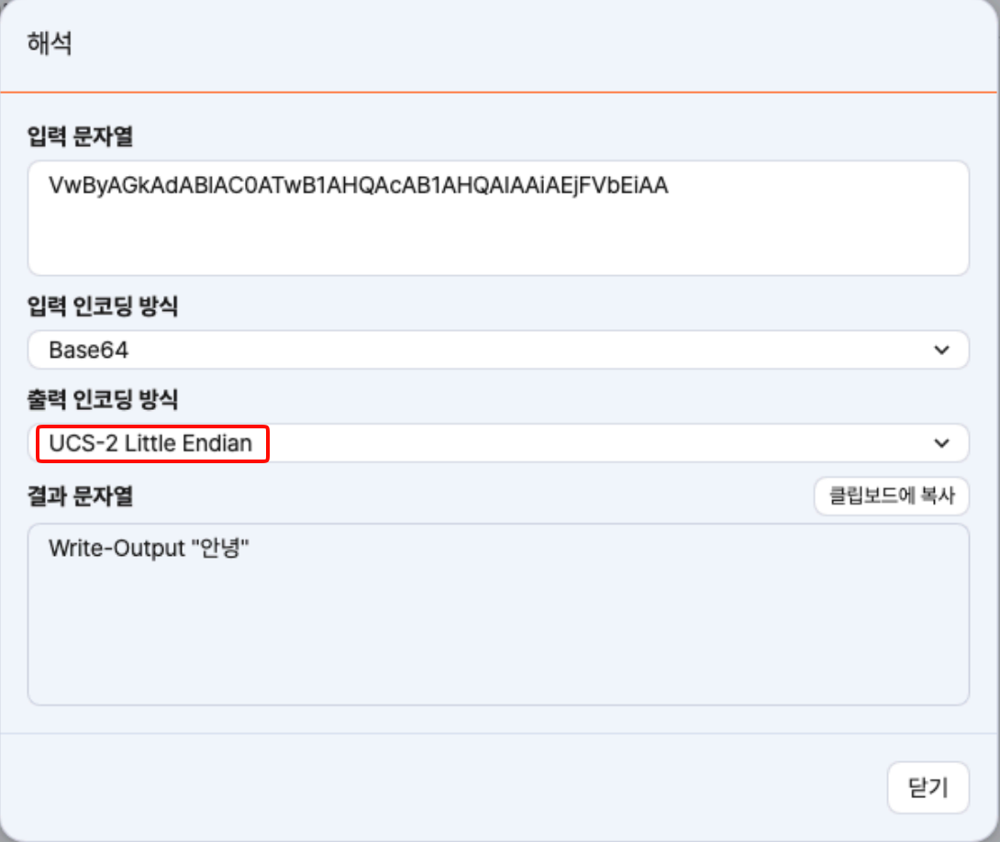 해석
입력 문자열
VwByAGkAdABlAC0ATwB1AHQAcAB1AHQAIAAiAEjFVbEiAA
입력 인코딩 방식
Base64
출력 인코딩 방식
UCS-2 Little Endian
결과 문자열
클립보드에 복사
Write-Output "안녕"
닫기